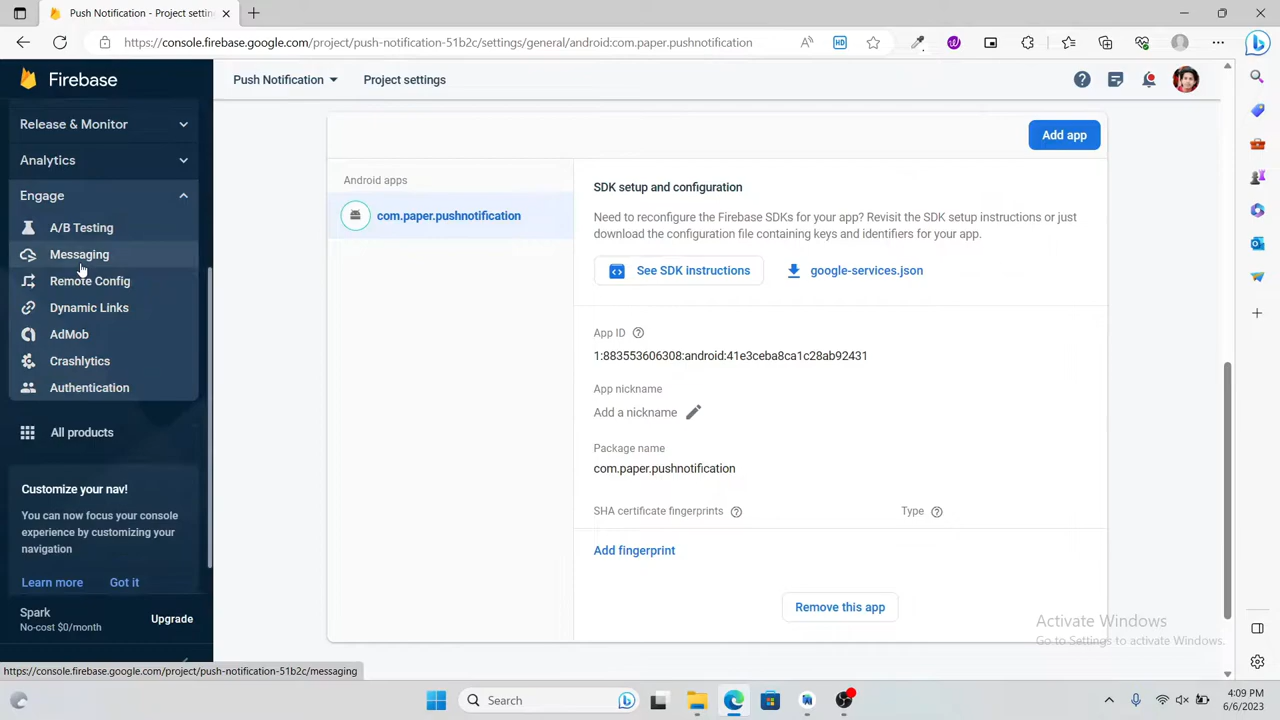 Push Notification - Project settin
https://console.firebase.google.com/project/push-notification-51b2c/settings/general/android:com.paper.pushnotification
Firebase
Push Notification
Project settings
Release & Monitor
Analytics
Engage
A/B Testing
Messaging
Remote Config
Dynamic Links
AdMob
Crashlytics
Authentication
All products
Customize your nav!
You can now focus your console
experience by customizing your
navigation
Learn more
Got it
Spark
No-cost $0/month
Upgrade
https://console.firebase.google.com/project/push-notification-51b2c/messaging
Add app
Android apps
com.paper.pushnotification
SDK setup and configuration
Need to reconfigure the Firebase SDKs for your app? Revisit the SDK setup instructions or just
download the configuration file containing keys and identifiers for your app.
See SDK instructions
google-services.json
App ID
1:883553606308:android:41e3ceba8ca1c28ab92431
App nickname
Add a nickname
Package name
com.paper.pushnotification
SHA certificate fingerprints
Type
Add fingerprint
Remove this app
Activate Windows
Go to Settings to activate Windows.
Search
4:09 PM
6/6/2023